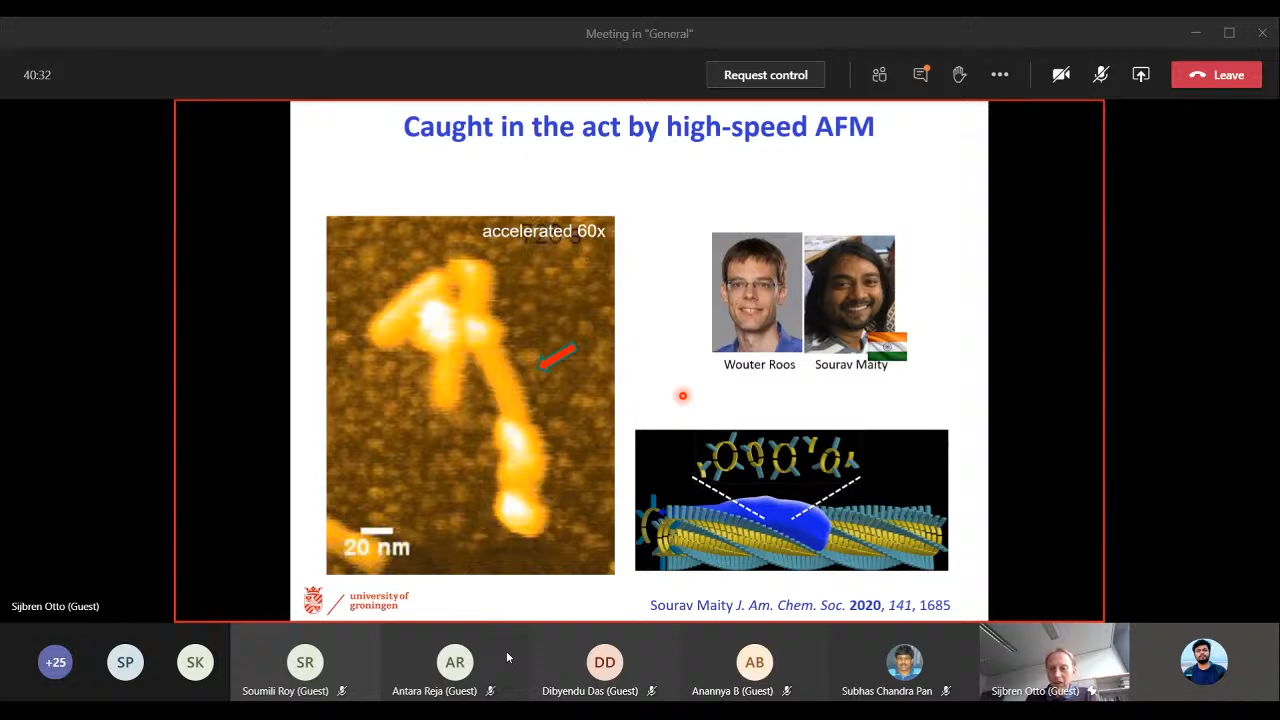 Meeting in "General"
40:32
Request control
Leave
Caught in the act by high-speed AFM
accelerated 60x
20 nm
Wouter Roos
Sourav Maity
university of
groningen
Sourav Maity J. Am. Chem. Soc. 2020, 141, 1685
Sijbren Otto (Guest)
+25
SP
SK
SR
AR
DD
AB
Soumili Roy (Guest)
Antara Reja (Guest)
Dibyendu Das (Guest)
Anannya B (Guest)
Subhas Chandra Pan
Sijbren Otto (Guest)